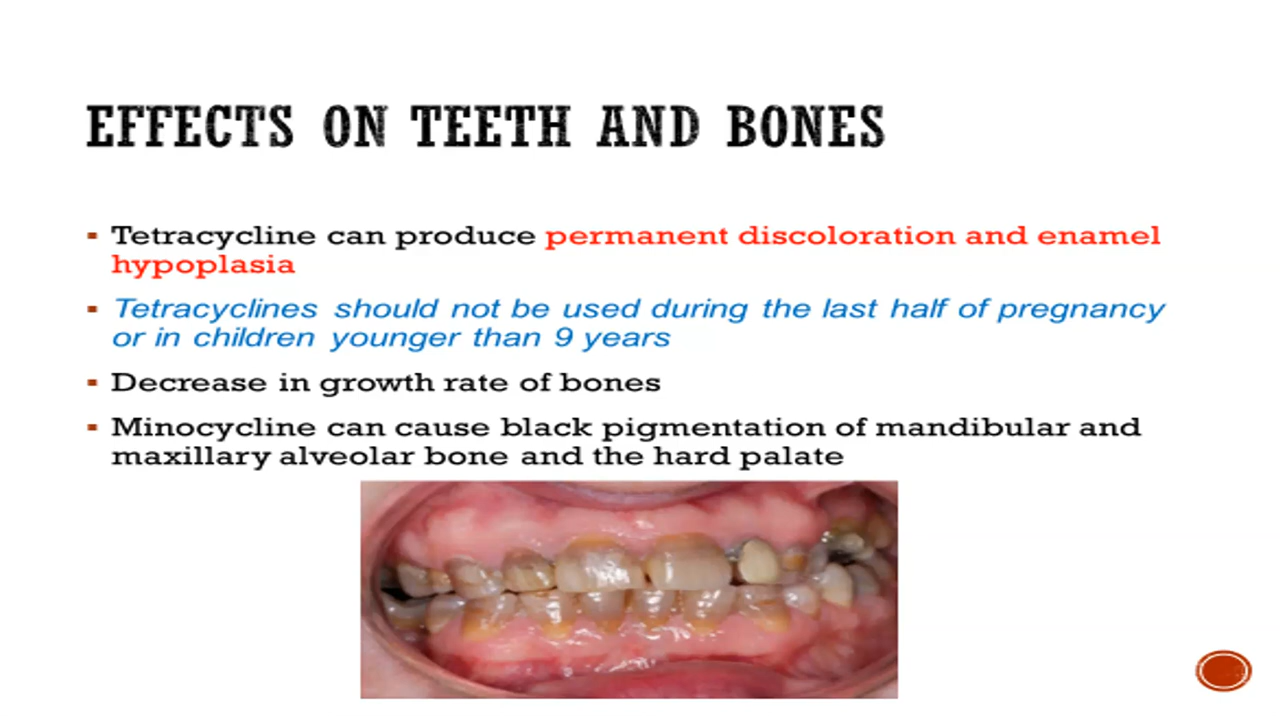 EFFECTS ON TEETH AND BONES
▪ Tetracycline can produce permanent discoloration and enamel
hypoplasia
▪ Tetracyclines should not be used during the last half of pregnancy
or in children younger than 9 years
▪ Decrease in growth rate of bones
▪ Minocycline can cause black pigmentation of mandibular and
maxillary alveolar bone and the hard palate